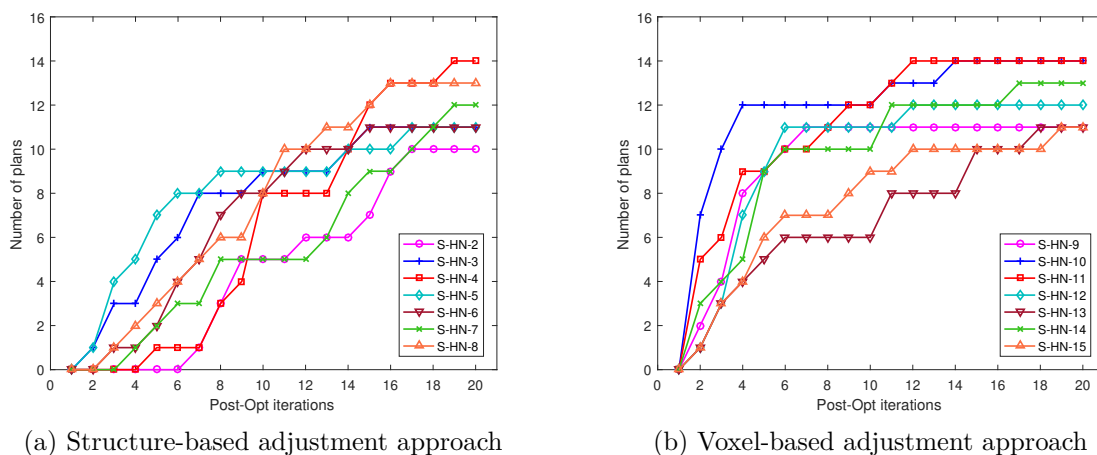 14
12
10
8
6
4
2
0
Number of plans
0 2 4 6 8 10 12 14 16 18 20
Post-Opt iterations
S-HN-2
S-HN-3
S-HN-4
S-HN-5
S-HN-6
S-HN-7
S-HN-8
(a) Structure-based adjustment approach
14
12
10
8
6
4
2
0
Number of plans
0 2 4 6 8 10 12 14 16 18 20
Post-Opt iterations
S-HN-9
S-HN-10
S-HN-11
S-HN-12
S-HN-13
S-HN-14
S-HN-15
(b) Voxel-based adjustment approach